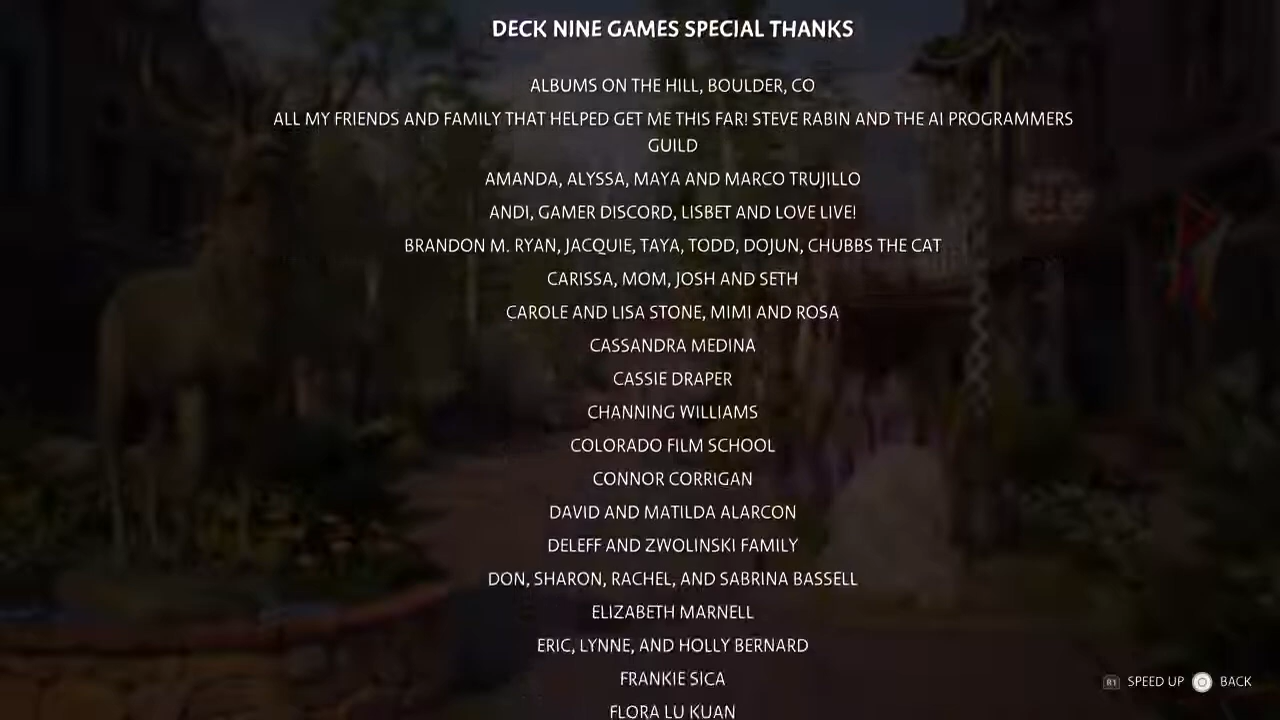 DECK NINE GAMES SPECIAL THANKS
ALBUMS ON THE HILL, BOULDER, CO
ALL MY FRIENDS AND FAMILY THAT HELPED GET ME THIS FAR! STEVE RABIN AND THE AI PROGRAMMERS
GUILD
AMANDA, ALYSSA, MAYA AND MARCO TRUJILLO
ANDI, GAMER DISCORD, LISBET AND LOVE LIVE!
BRANDON M. RYAN, JACQUIE, TAYA, TODD, DOJUN, CHUBBS THE CAT
CARISSA, MOM, JOSH AND SETH
CAROLE AND LISA STONE, MIMI AND ROSA
CASSANDRA MEDINA
CASSIE DRAPER
CHANNING WILLIAMS
COLORADO FILM SCHOOL
CONNOR CORRIGAN
DAVID AND MATILDA ALARCON
DELEFF AND ZWOLINSKI FAMILY
DON, SHARON, RACHEL, AND SABRINA BASSELL
ELIZABETH MARNELL
ERIC, LYNNE, AND HOLLY BERNARD
FRANKIE SICA
FLORA LU KUAN
R1 SPEED UP BACK